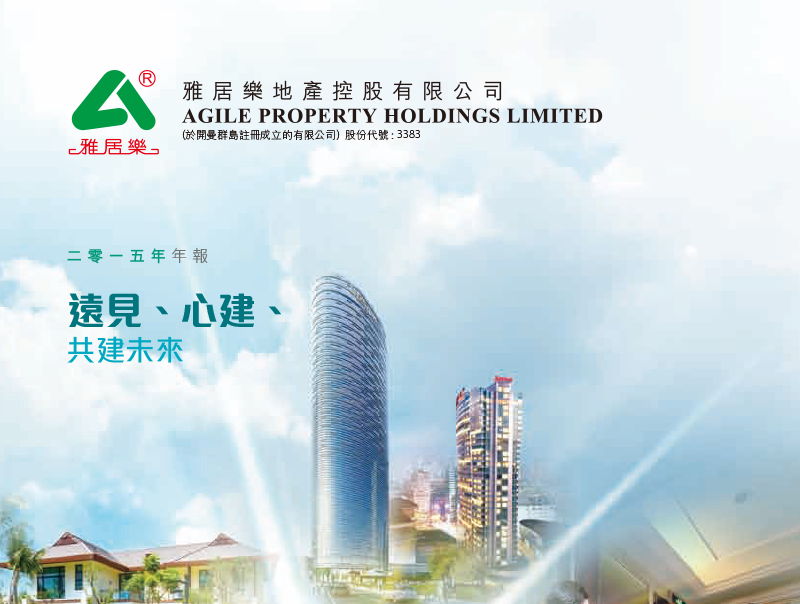 ®
雅居樂
雅居樂地產控股有限公司
AGILE PROPERTY HOLDINGS LIMITED
(於開曼群島註冊成立的有限公司) 股份代號 : 3383
二零一五年年報
遠見、心建、
共建未來